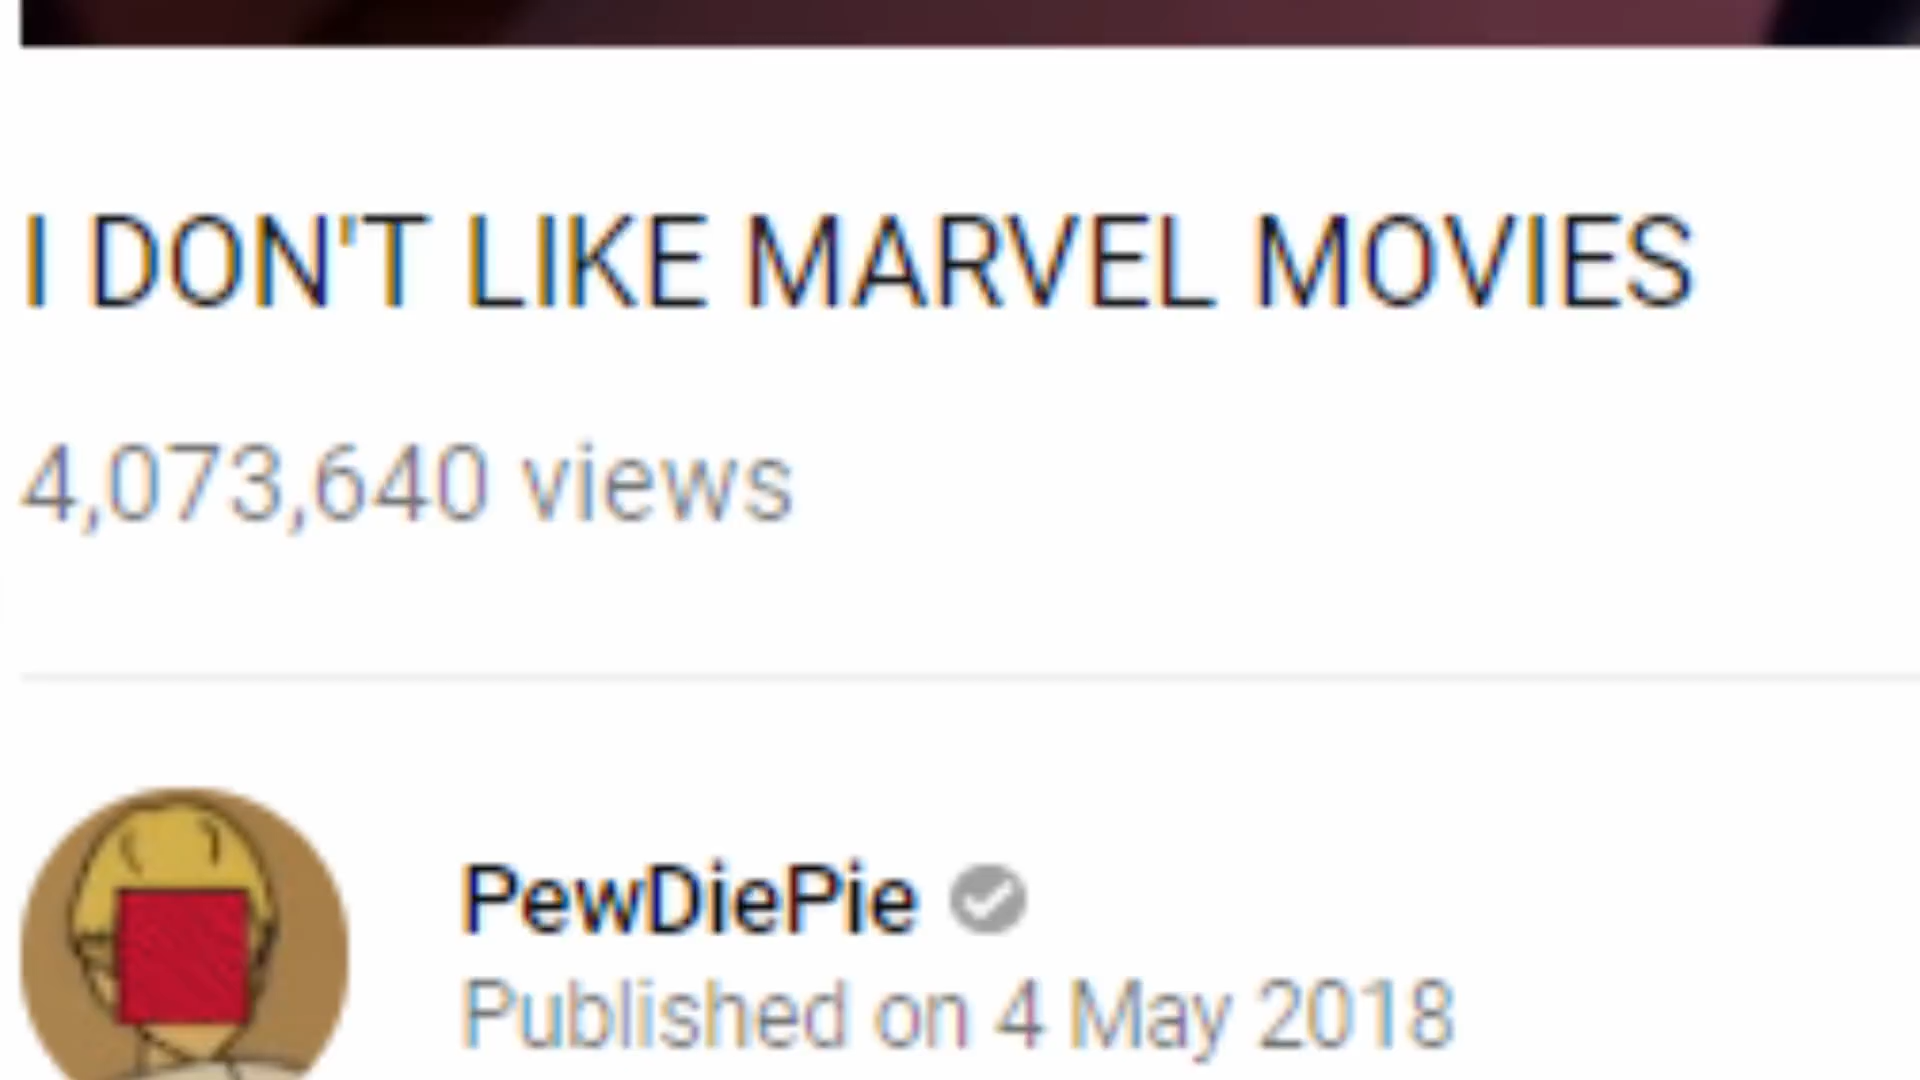 I DON'T LIKE MARVEL MOVIES
4,073,640 views
PewDiePie
Published on 4 May 2018